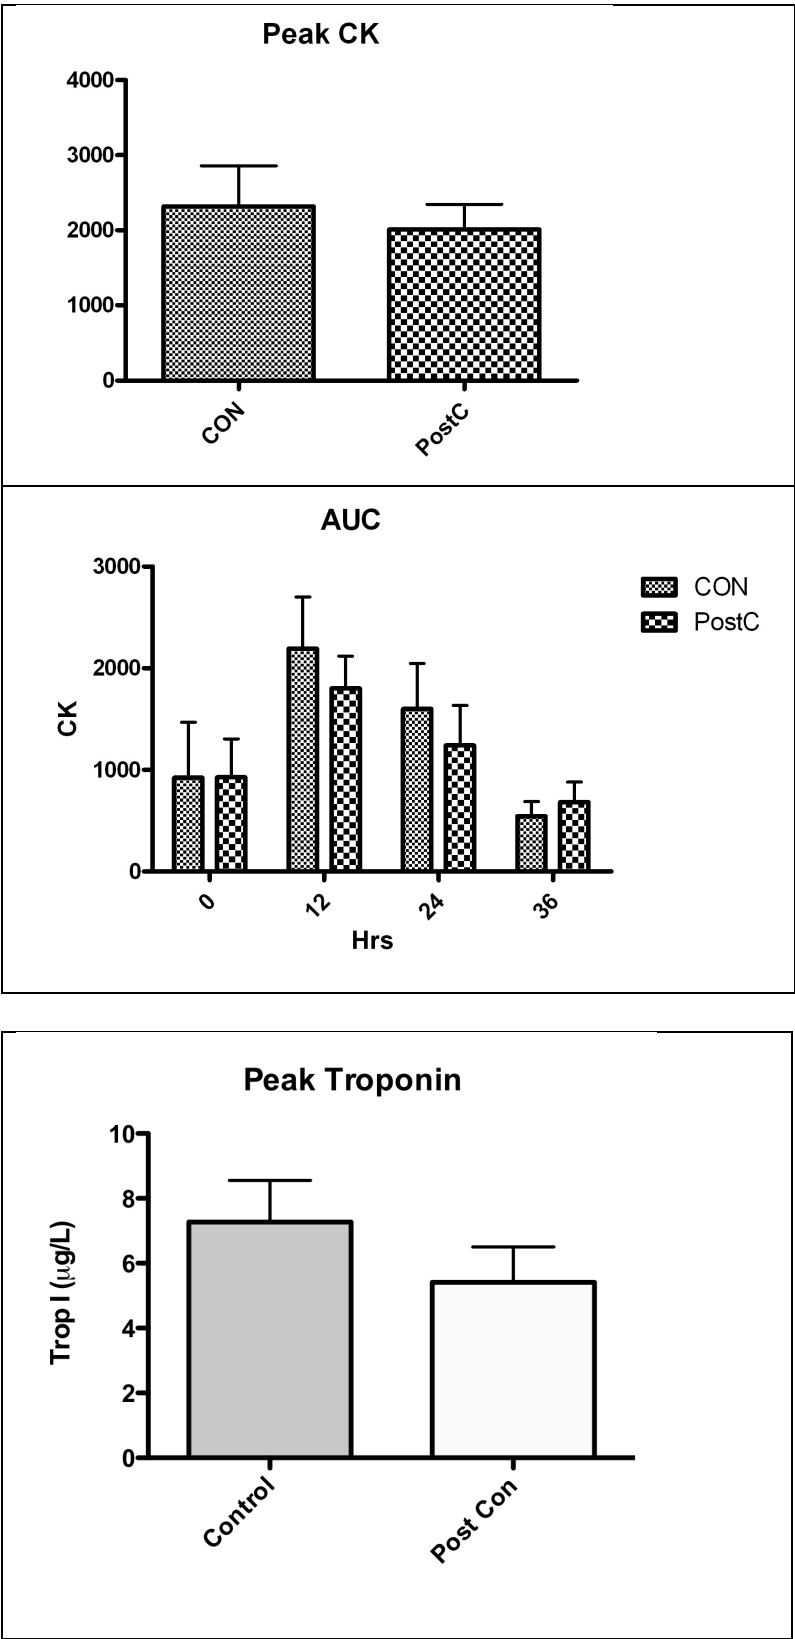 Peak CK
4000
3000
2000
1000
0
CON
PostC
AUC
3000
2000
1000
0
CK
0
12
24
36
Hrs
CON
PostC
Peak Troponin
10
8
6
4
2
0
Trop I (μg/L)
Control
Post Con